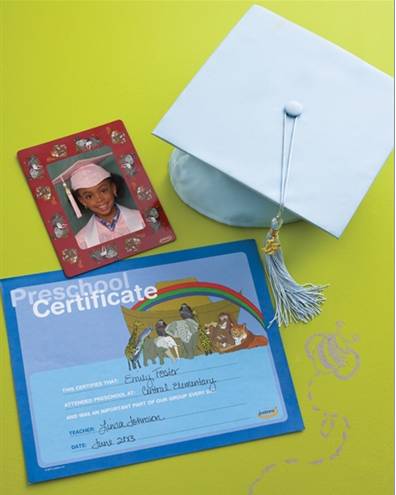 Preschool
Certificate
THIS CERTIFIES THAT: Emily Foster
ATTENDED PRESCHOOL AT: Central Elementary
AND WAS AN IMPORTANT PART OF OUR GROUP EVERY
TEACHER: Linda Johnson
DATE: June 2013